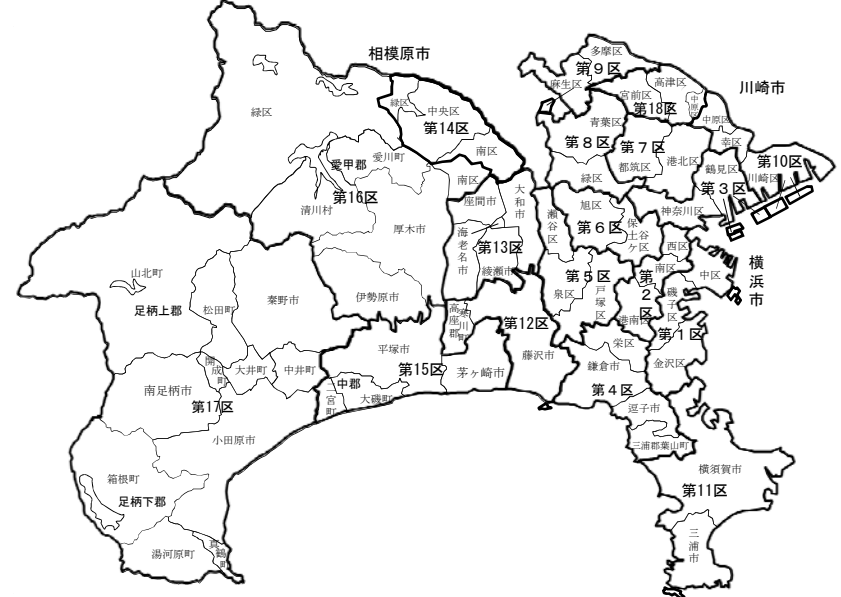 相模原市
川崎市
横浜市
緑区
緑区
中央区
第14区
南区
南区
愛甲郡
愛川町
第16区
清川村
厚木市
伊勢原市
座間市
大和市
海老名市
第13区
綾瀬市
多摩区
第9区
麻生区
宮前区
高津区
第18区
中原区
中原区
幸区
第10区
川崎区
青葉区
第8区
緑区
第7区
都筑区
港北区
鶴見区
第3区
神奈川区
瀬谷区
旭区
第6区
保土ケ谷区
西区
南区
中区
第2区
磯子区
港南区
第1区
金沢区
第5区
泉区
戸塚区
栄区
鎌倉市
第4区
逗子市
三浦郡葉山町
横須賀市
第11区
三浦市
第12区
藤沢市
高座郡
寒川町
茅ヶ崎市
平塚市
第15区
中郡
大磯町
二宮町
山北町
足柄上郡
松田町
秦野市
開成町
大井町
中井町
南足柄市
第17区
小田原市
箱根町
足柄下郡
湯河原町
真鶴町